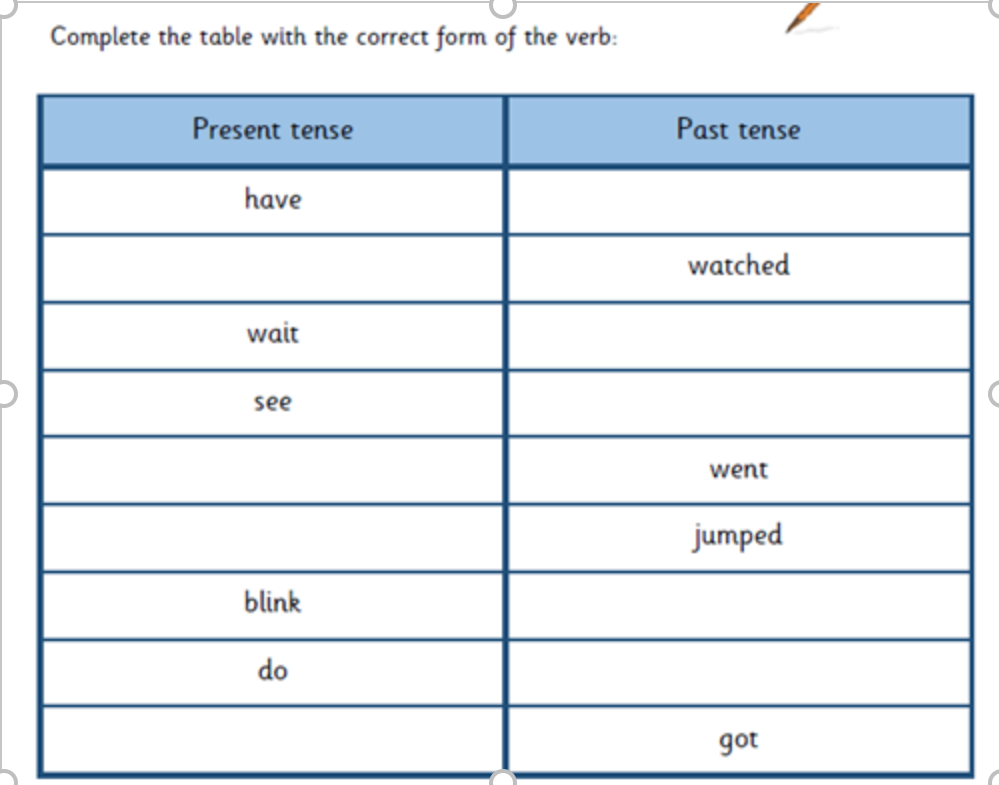 Complete the table with the correct form of the verb:
Present tense Past tense
have
watched
wait
see
went
jumped
blink
do
got